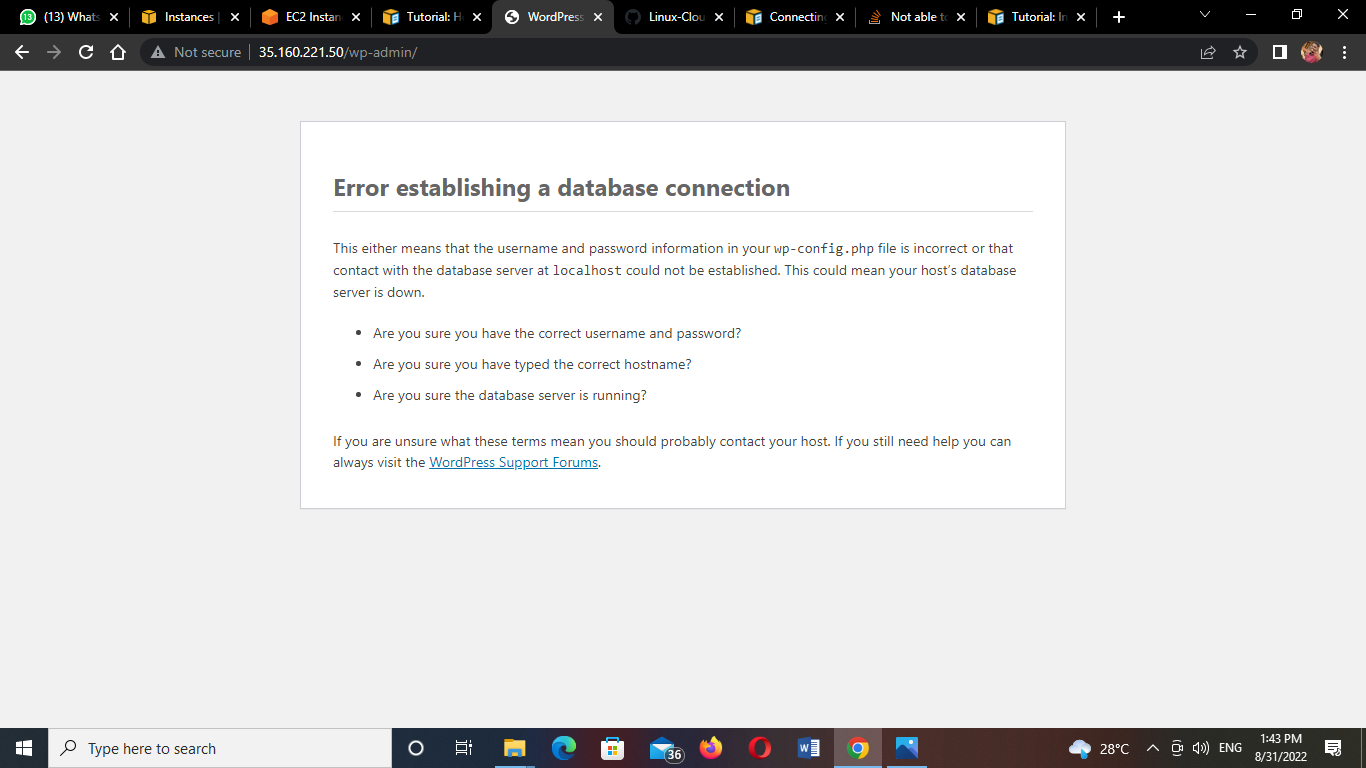 13
(13) Whats
Instances |
EC2 Instan
Tutorial: H
WordPress
Linux-Clou
Connecting
Not able to
Tutorial: In
Not secure
35.160.221.50/wp-admin/
Error establishing a database connection
This either means that the username and password information in your wp-config.php file is incorrect or that
contact with the database server at localhost could not be established. This could mean your host’s database
server is down.
• Are you sure you have the correct username and password?
• Are you sure you have typed the correct hostname?
• Are you sure the database server is running?
If you are unsure what these terms mean you should probably contact your host. If you still need help you can
always visit the WordPress Support Forums.
Type here to search
36
28°C
ENG
1:43 PM
8/31/2022